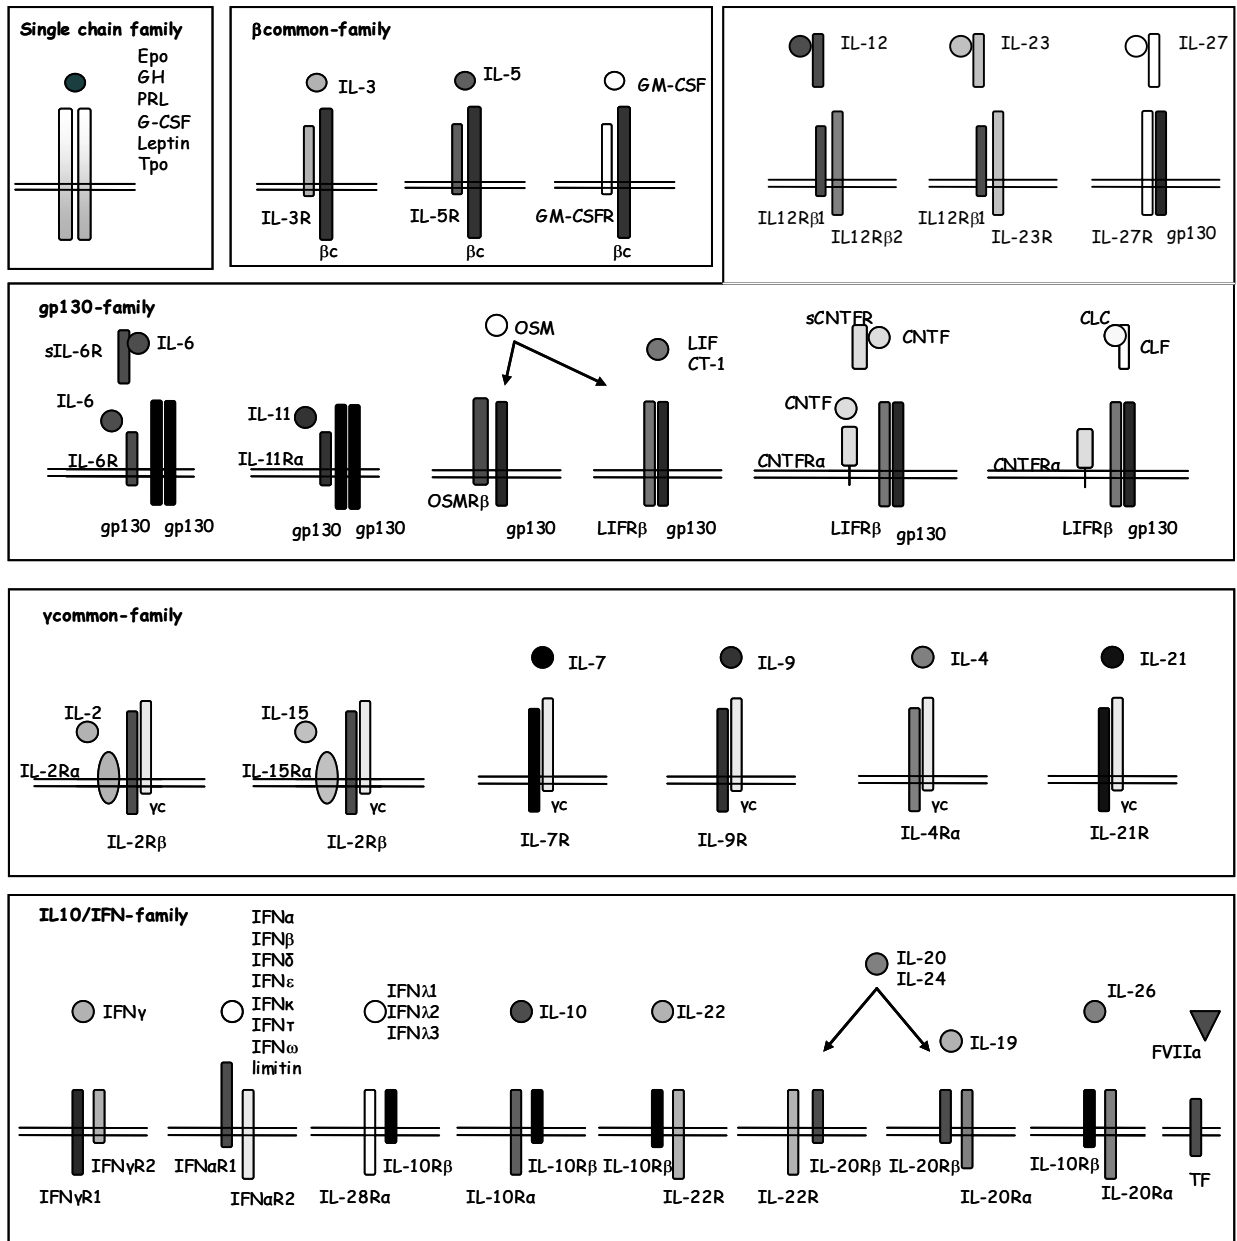 Single chain family
Epo
GH
PRL
G-CSF
Leptin
Tpo
βcommon-family
IL-3
IL-3R
βc
IL-5
IL-5R
βc
GM-CSF
GM-CSFR
βc
IL-12
IL12Rβ1
IL12Rβ2
IL-23
IL12Rβ1
IL-23R
IL-27
IL-27R
gp130
gp130-family
sIL-6R
IL-6
IL-6
IL-6R
gp130
gp130
IL-11
IL-11Rα
gp130
gp130
OSM
OSMRβ
gp130
LIF
CT-1
LIFRβ
gp130
sCNTFR
CNTF
CNTF
CNTFRα
LIFRβ
gp130
CLC
CLF
CNTFRα
LIFRβ
gp130
γcommon-family
IL-2
IL-2Rα
γc
IL-2Rβ
IL-15
IL-15Rα
γc
IL-2Rβ
IL-7
γc
IL-7R
IL-9
γc
IL-9R
IL-4
γc
IL-4Rα
IL-21
γc
IL-21R
IL10/IFN-family
IFNγ
IFNγR2
IFNγR1
IFNα
IFNβ
IFNδ
IFNε
IFNκ
IFNτ
IFNω
limitin
IFNαR1
IFNαR2
IFNλ1
IFNλ2
IFNλ3
IL-10Rβ
IL-28Rα
IL-10
IL-10Rβ
IL-10Rα
IL-22
IL-10Rβ
IL-22R
IL-20
IL-24
IL-20Rβ
IL-22R
IL-19
IL-20Rβ
IL-20Rα
IL-26
IL-10Rβ
IL-20Rα
FVIIa
TF